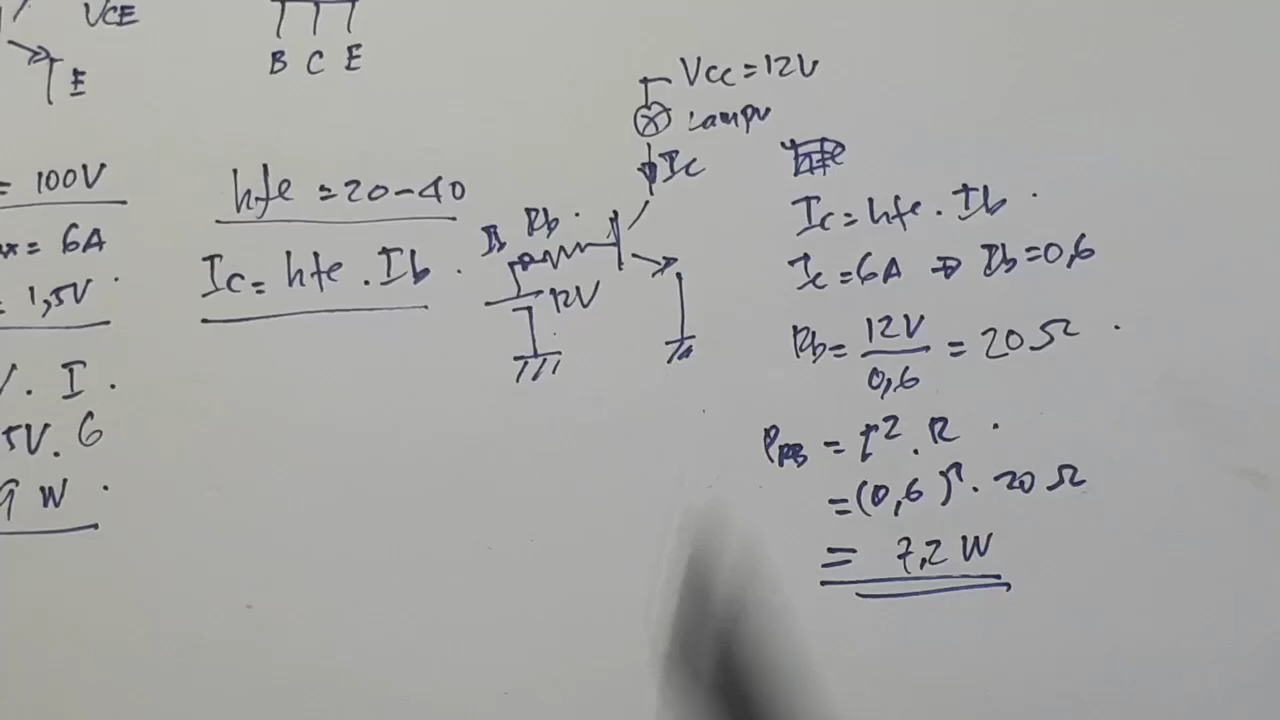 VCE
E
B C E
= 100V
= 6A
= 1,5V
V. I.
5V. 6
9 W.
hfe = 20-40
Ic = hfe . Ib .
Vcc = 12V
Lampu
Ic
Ib Rb
12V
Ic = hfe . Ib
Ic = 6A ⇒ Ib = 0,6
Rb = 12V / 0,6 = 20 Ω
PRB = I² . R
= (0,6)² . 20 Ω
= 7,2 W